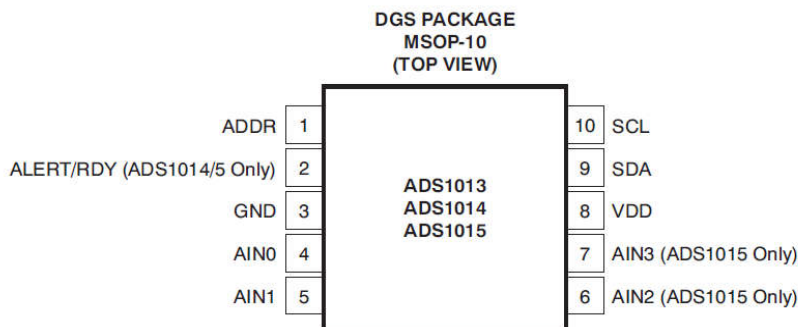 DGS PACKAGE
MSOP-10
(TOP VIEW)
ADDR 1
10 SCL
ALERT/RDY (ADS1014/5 Only) 2
9 SDA
GND 3
8 VDD
AIN0 4
7 AIN3 (ADS1015 Only)
AIN1 5
6 AIN2 (ADS1015 Only)
ADS1013
ADS1014
ADS1015